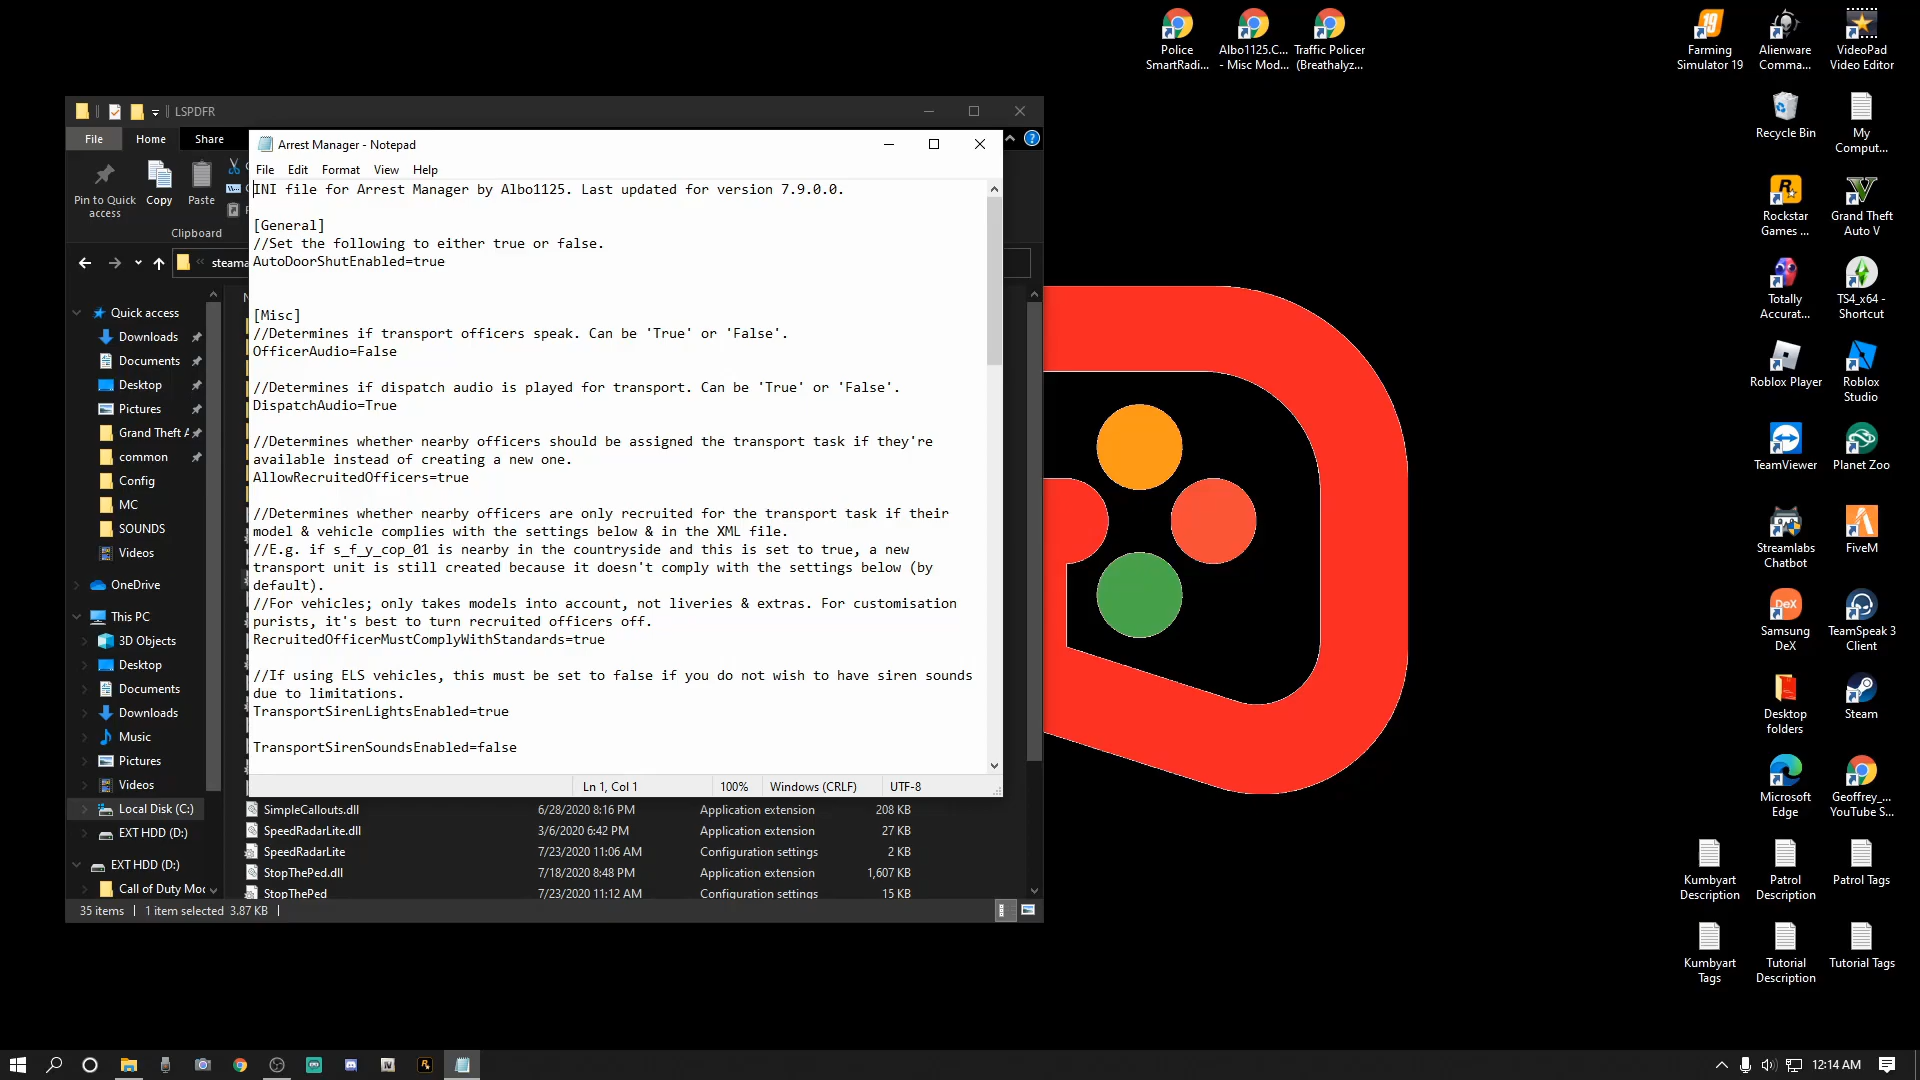 Police
SmartRadi...
Albo1125.C...
- Misc Mod...
Traffic Policer
(Breathalyz...
Farming
Simulator 19
Alienware
Comma...
VideoPad
Video Editor
Recycle Bin
My
Comput...
Rockstar
Games ...
Grand Theft
Auto V
Totally
Accurat...
TS4_x64 -
Shortcut
Roblox Player
Roblox
Studio
TeamViewer
Planet Zoo
Streamlabs
Chatbot
FiveM
Samsung
DeX
TeamSpeak 3
Client
Desktop
folders
Steam
Microsoft
Edge
Geoffrey_...
YouTube S...
Kumbyart
Description
Patrol
Description
Patrol Tags
Kumbyart
Tags
Tutorial
Description
Tutorial Tags
LSPDFR
File
Home
Share
Pin to Quick
access
Copy
Paste
Clipboard
steama
Quick access
Downloads
Documents
Desktop
Pictures
Grand Theft A
common
Config
MC
SOUNDS
Videos
OneDrive
This PC
3D Objects
Desktop
Documents
Downloads
Music
Pictures
Videos
Local Disk (C:)
EXT HDD (D:)
EXT HDD (D:)
Call of Duty Mod
35 items
1 item selected 3.87 KB
Arrest Manager - Notepad
File Edit Format View Help
INI file for Arrest Manager by Albo1125. Last updated for version 7.9.0.0.
[General]
//Set the following to either true or false.
AutoDoorShutEnabled=true
[Misc]
//Determines if transport officers speak. Can be 'True' or 'False'.
OfficerAudio=False
//Determines if dispatch audio is played for transport. Can be 'True' or 'False'.
DispatchAudio=True
//Determines whether nearby officers should be assigned the transport task if they're
available instead of creating a new one.
AllowRecruitedOfficers=true
//Determines whether nearby officers are only recruited for the transport task if their
model & vehicle complies with the settings below & in the XML file.
//E.g. if s_f_y_cop_01 is nearby in the countryside and this is set to true, a new
transport unit is still created because it doesn't comply with the settings below (by
default).
//For vehicles; only takes models into account, not liveries & extras. For customisation
purists, it's best to turn recruited officers off.
RecruitedOfficerMustComplyWithStandards=true
//If using ELS vehicles, this must be set to false if you do not wish to have siren sounds
due to limitations.
TransportSirenLightsEnabled=true
TransportSirenSoundsEnabled=false
Ln 1, Col 1
100%
Windows (CRLF)
UTF-8
SimpleCallouts.dll 6/28/2020 8:16 PM Application extension 208 KB
SpeedRadarLite.dll 3/6/2020 6:42 PM Application extension 27 KB
SpeedRadarLite 7/23/2020 11:06 AM Configuration settings 2 KB
StopThePed.dll 7/18/2020 8:48 PM Application extension 1,607 KB
StopThePed 7/23/2020 11:12 AM Configuration settings 15 KB
12:14 AM